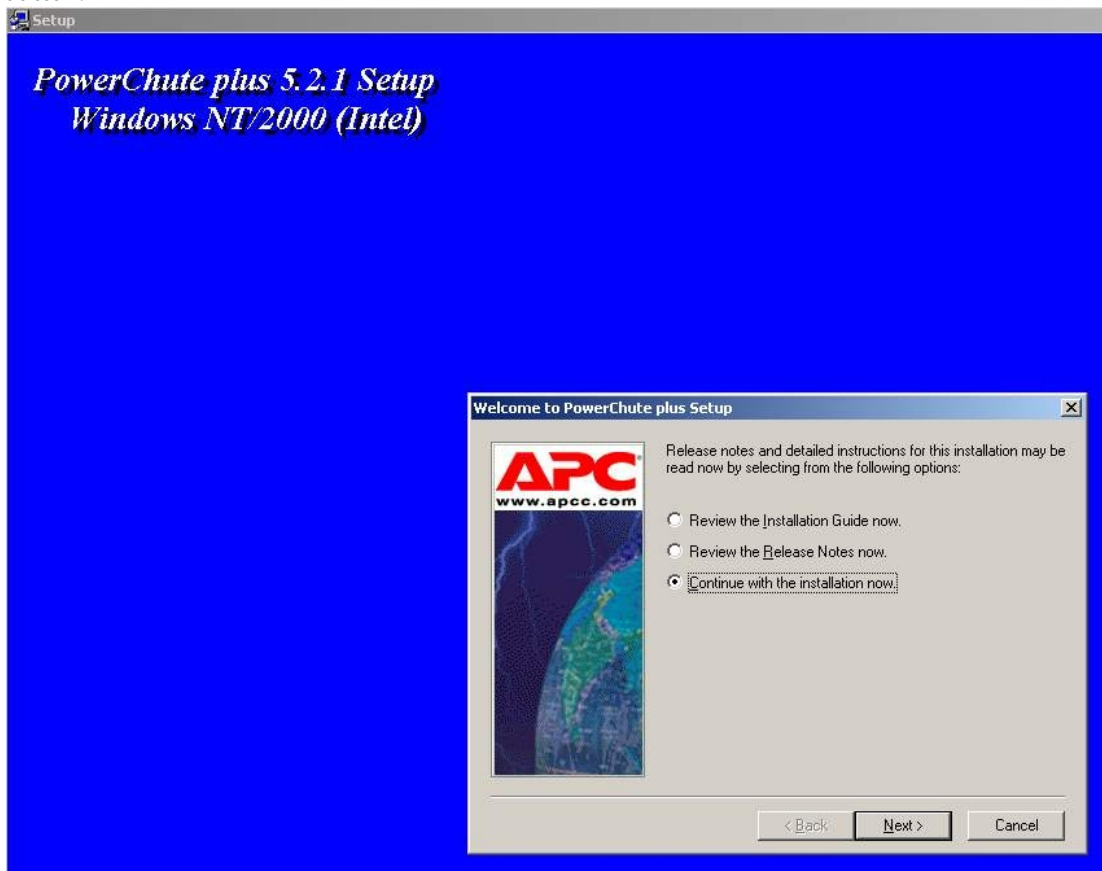 Setup
PowerChute plus 5.2.1 Setup
Windows NT/2000 (Intel)
Welcome to PowerChute plus Setup
APC
www.apcc.com
Release notes and detailed instructions for this installation may be
read now by selecting from the following options:
Review the Installation Guide now.
Review the Release Notes now.
Continue with the installation now.
< Back
Next >
Cancel